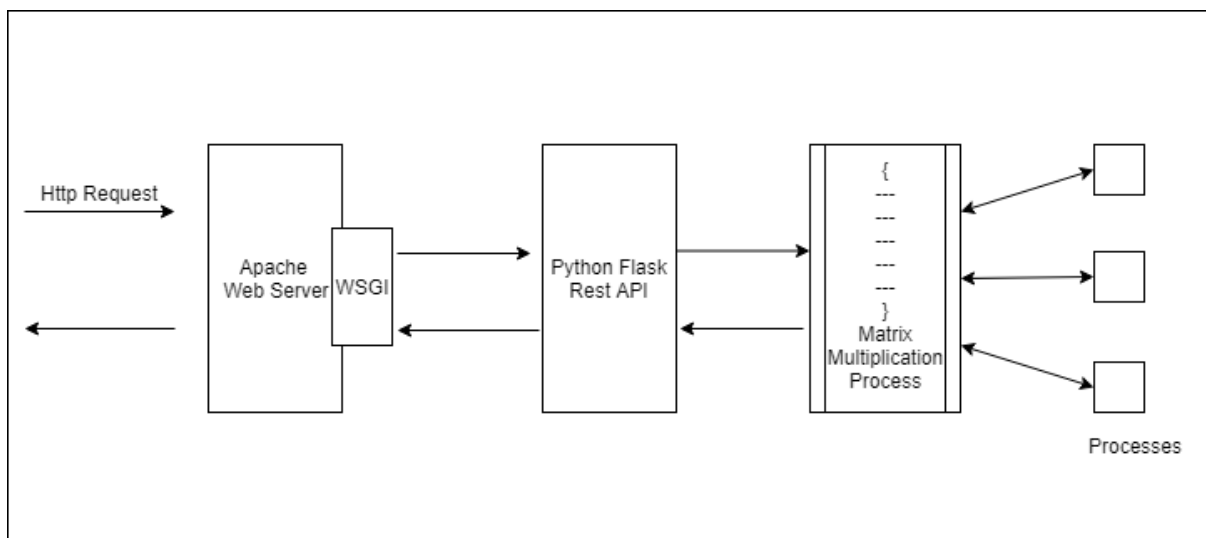 Http Request
Apache
Web Server
WSGI
Python Flask
Rest API
{
---
---
---
---
---
}
Matrix
Multiplication
Process
Processes